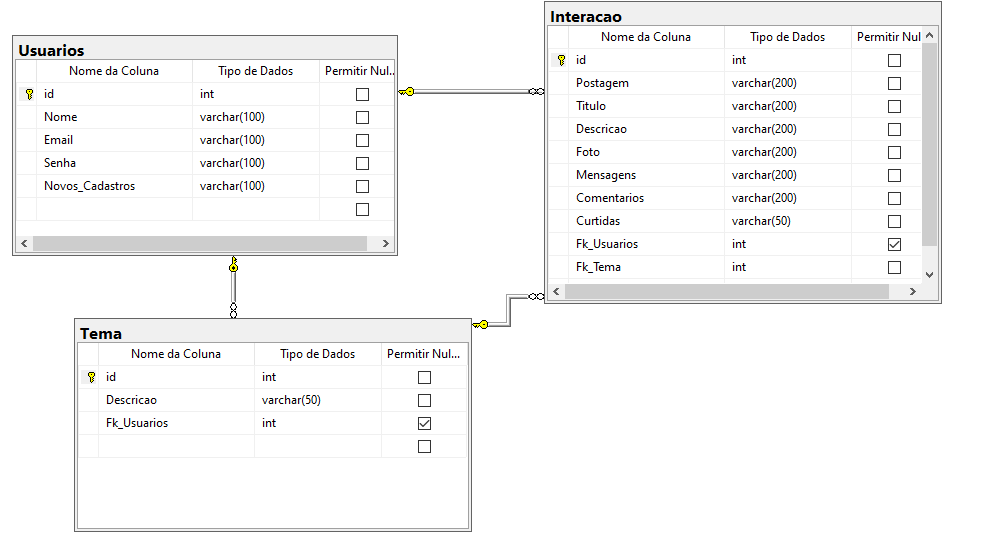 Usuarios
Nome da Coluna Tipo de Dados Permitir Nul...
id int
Nome varchar(100)
Email varchar(100)
Senha varchar(100)
Novos_Cadastros varchar(100)
Interacao
Nome da Coluna Tipo de Dados Permitir Nul
id int
Postagem varchar(200)
Titulo varchar(200)
Descricao varchar(200)
Foto varchar(200)
Mensagens varchar(200)
Comentarios varchar(200)
Curtidas varchar(50)
Fk_Usuarios int
Fk_Tema int
Tema
Nome da Coluna Tipo de Dados Permitir Nul...
id int
Descricao varchar(50)
Fk_Usuarios int